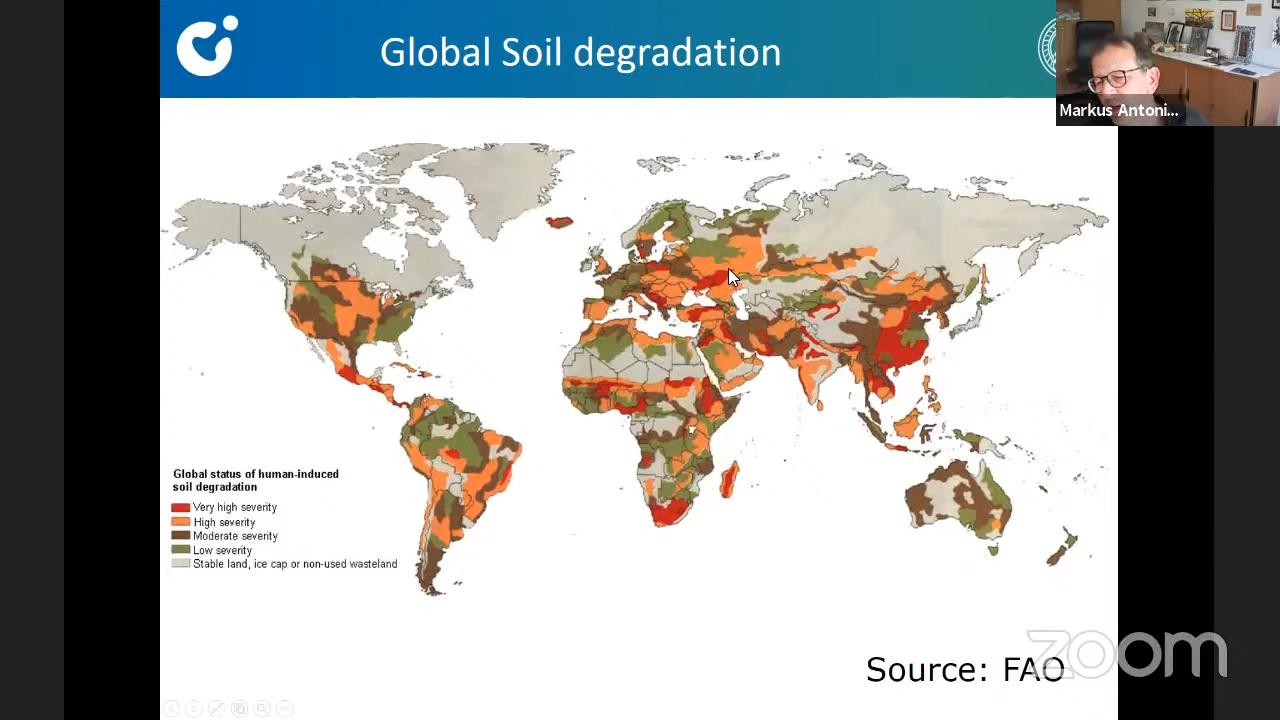 Global Soil degradation
Markus Antoni...
Global status of human-induced
soil degradation
Very high severity
High severity
Moderate severity
Low severity
Stable land, ice cap or non-used wasteland
Source: FAO
zoom